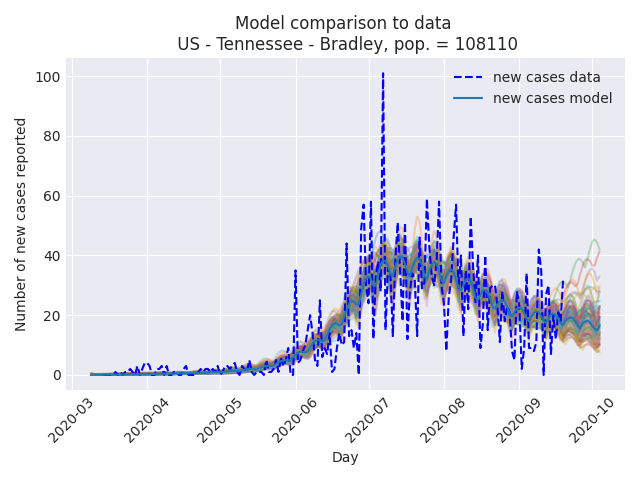 Model comparison to data
US - Tennessee - Bradley, pop. = 108110
new cases data
new cases model
Number of new cases reported
100
80
60
40
20
0
2020-03
2020-04
2020-05
2020-06
2020-07
2020-08
2020-09
2020-10
Day